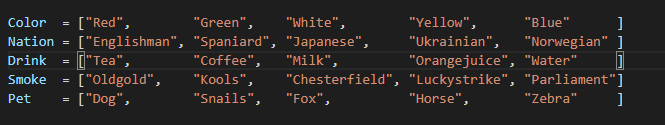 Color  = ["Red",        "Green",    "White",        "Yellow",      "Blue"      ]
Nation = ["Englishman", "Spaniard", "Japanese",     "Ukrainian",   "Norwegian" ]
Drink  = ["Tea",        "Coffee",   "Milk",         "Orangejuice", "Water"     ]
Smoke  = ["Oldgold",    "Kools",    "Chesterfield", "Luckystrike", "Parliament"]
Pet    = ["Dog",        "Snails",   "Fox",          "Horse",       "Zebra"     ]